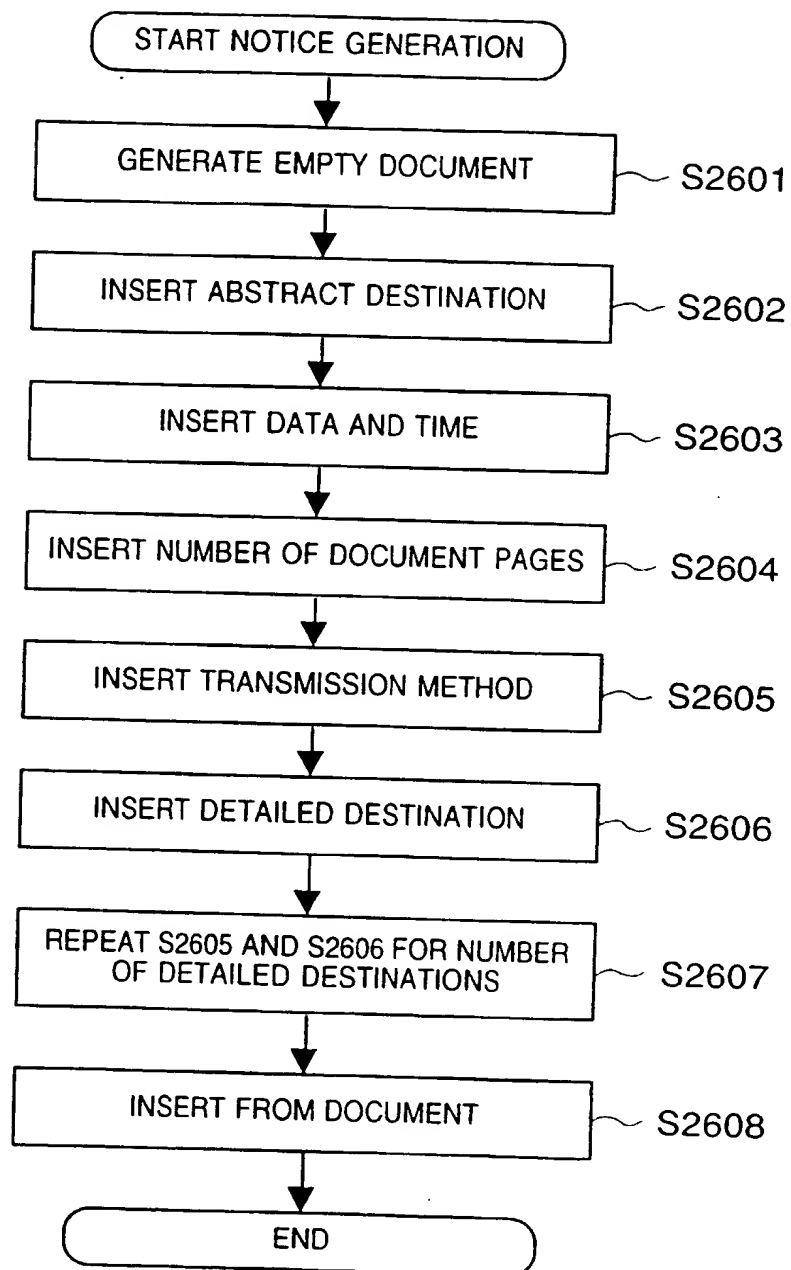 START NOTICE GENERATION
GENERATE EMPTY DOCUMENT
S2601
INSERT ABSTRACT DESTINATION
S2602
INSERT DATA AND TIME
S2603
INSERT NUMBER OF DOCUMENT PAGES
S2604
INSERT TRANSMISSION METHOD
S2605
INSERT DETAILED DESTINATION
S2606
REPEAT S2605 AND S2606 FOR NUMBER
OF DETAILED DESTINATIONS
S2607
INSERT FROM DOCUMENT
S2608
END